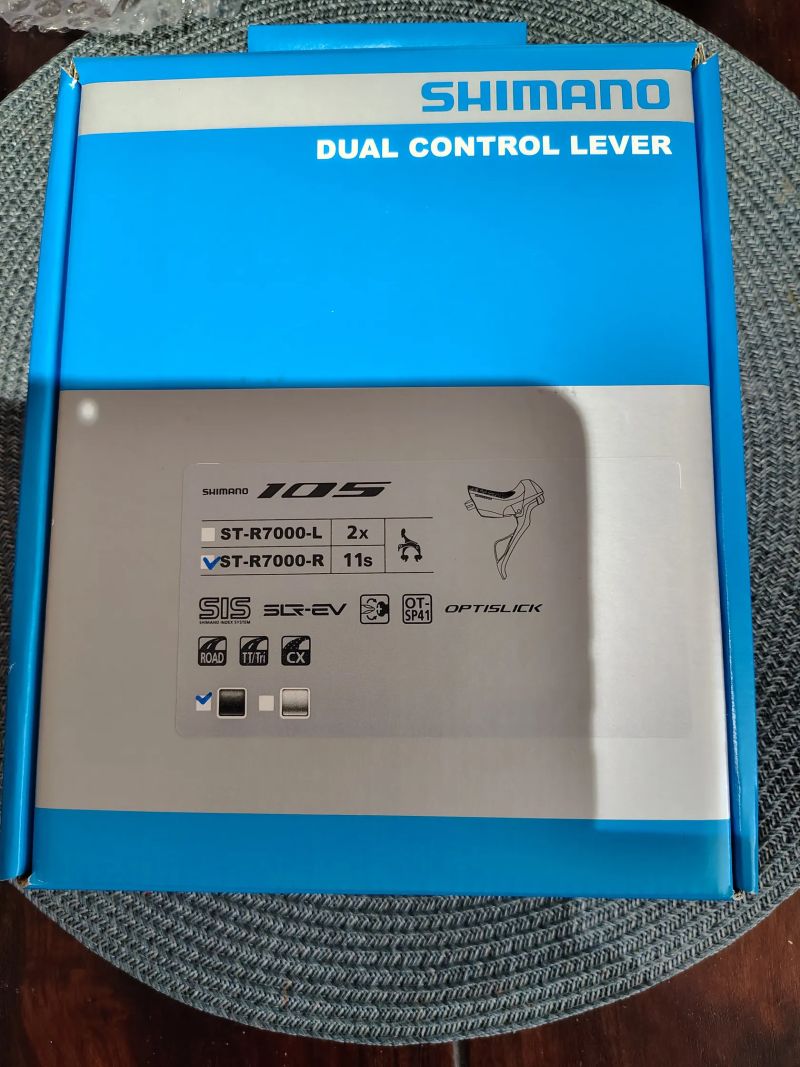 SHIMANO
DUAL CONTROL LEVER
SHIMANO 105
ST-R7000-L 2x
ST-R7000-R 11s
SIS SLR-EV OT-SP41 OPTISLICK
SHIMANO INDEX SYSTEM
ROAD TT/Tri CX